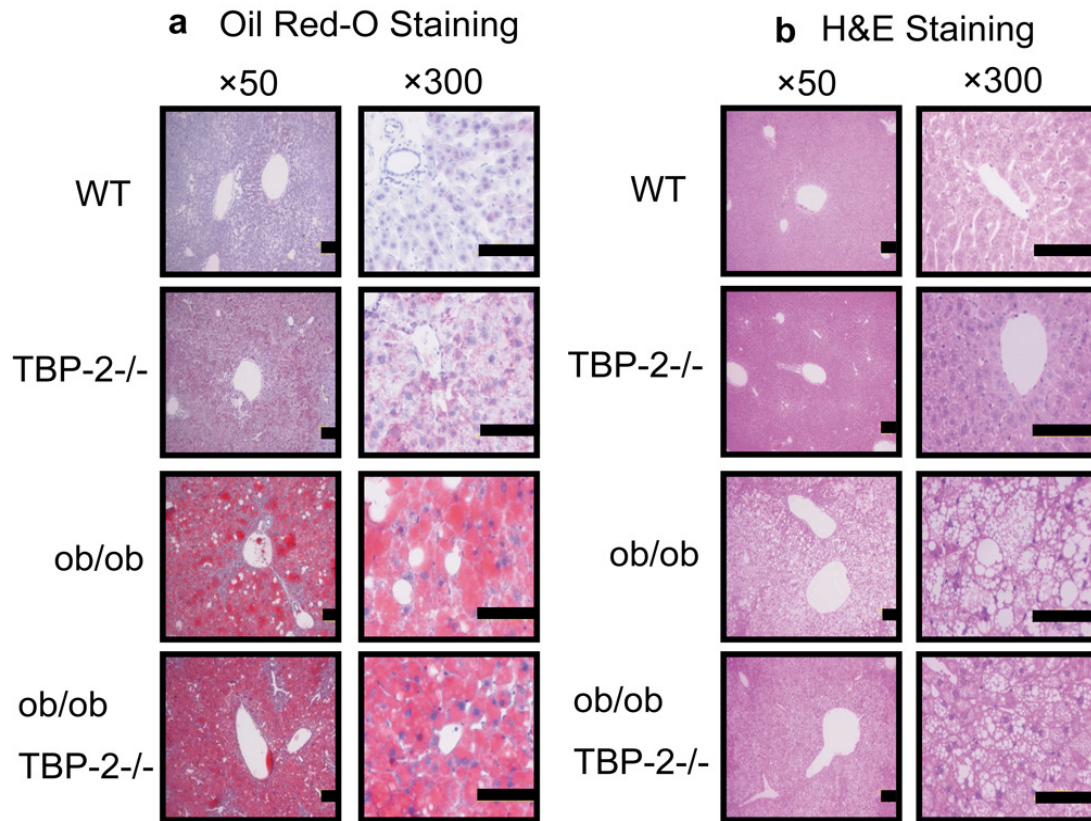 a Oil Red-O Staining
×50 ×300
WT
TBP-2-/-
ob/ob
ob/ob
TBP-2-/-
b H&E Staining
×50 ×300
WT
TBP-2-/-
ob/ob
ob/ob
TBP-2-/-